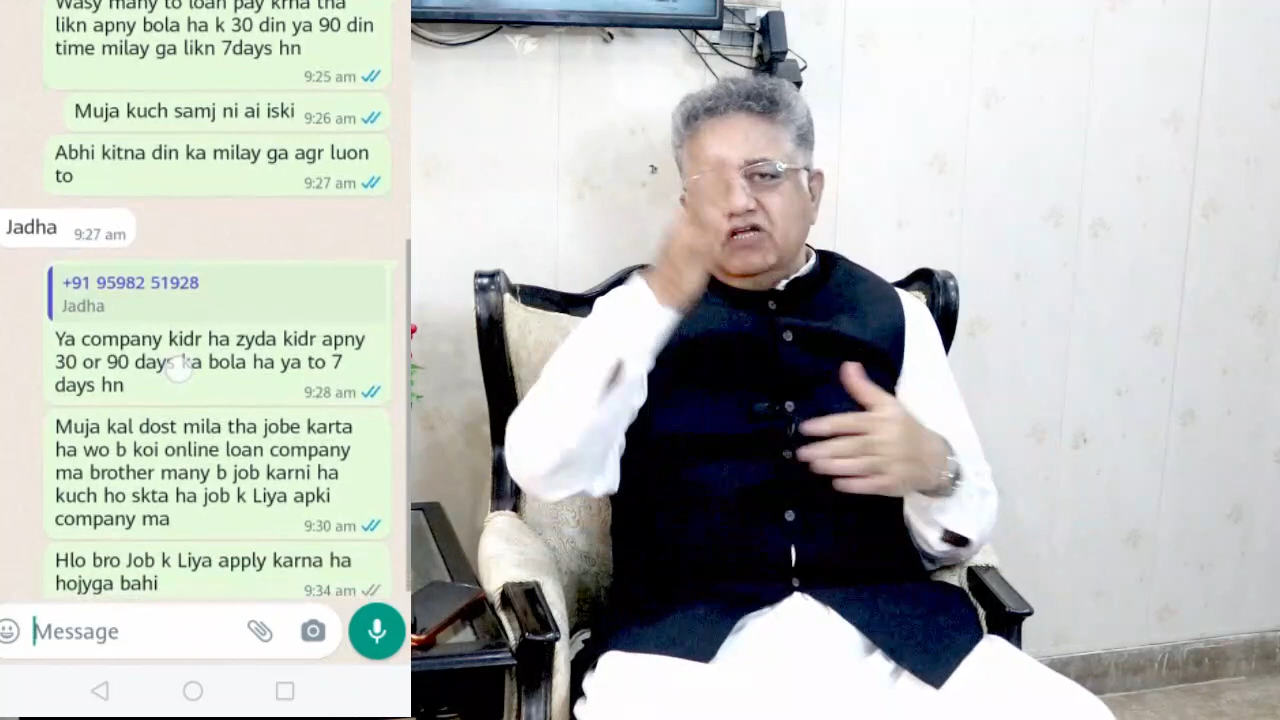 Wasy many to loan pay krna tha
likn apny bola ha k 30 din ya 90 din
time milay ga likn 7days hn
9:25 am
Muja kuch samj ni ai iski
9:26 am
Abhi kitna din ka milay ga agr luon
to
9:27 am
Jadha
9:27 am
+91 95982 51928
Jadha
Ya company kidr ha zyda kidr apny
30 or 90 days ka bola ha ya to 7
days hn
9:28 am
Muja kal dost mila tha jobe karta
ha wo b koi online loan company
ma brother many b job karni ha
kuch ho skta ha job k Liya apki
company ma
9:30 am
Hlo bro Job k Liya apply karna ha
hojyga bahi
9:34 am
Message